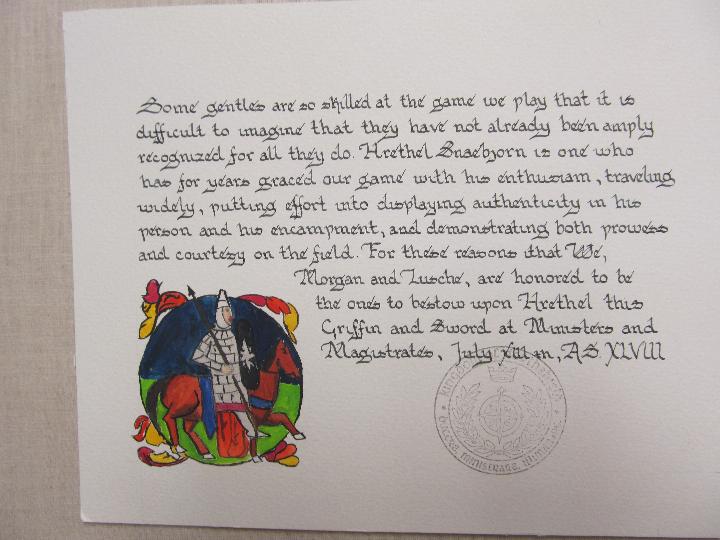 Some gentles are so skilled at the game we play that it is
difficult to imagine that they have not already been amply
recognized for all they do. Hrethel Snaebjorn is one who
has for years graced our game with his enthusiasm, traveling
widely, putting effort into displaying authenticity in his
person and his encampment, and demonstrating both prowess
and courtesy on the field. For these reasons that We,
Morgan and Lusche, are honored to be
the ones to bestow upon Hrethel this
Griffin and Sword at Ministers and
Magistrates, July xiii, A.S. XLVIII